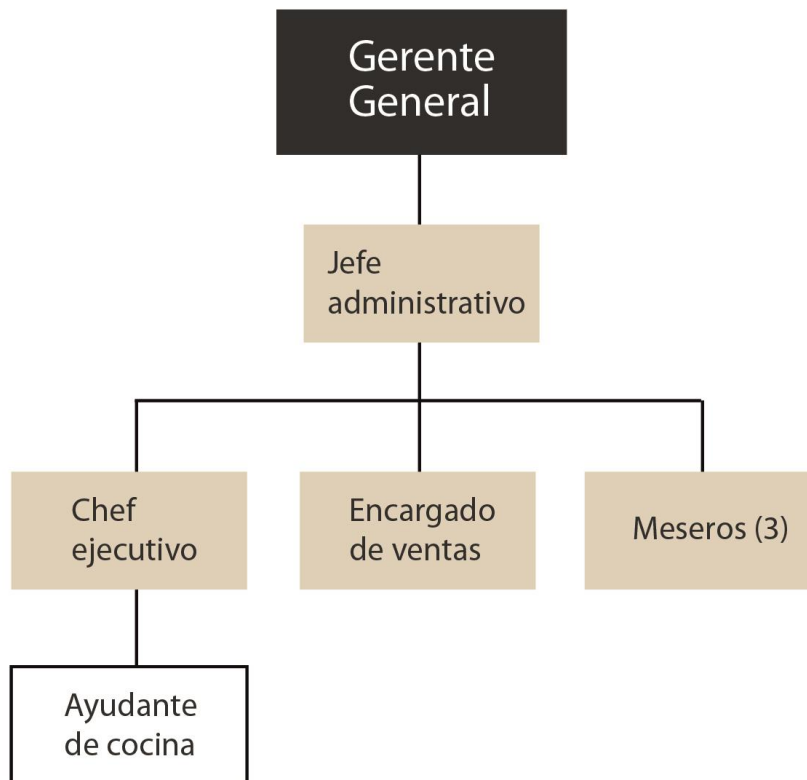 Gerente
General
Jefe
administrativo
Chef
ejecutivo
Encargado
de ventas
Meseros (3)
Ayudante
de cocina